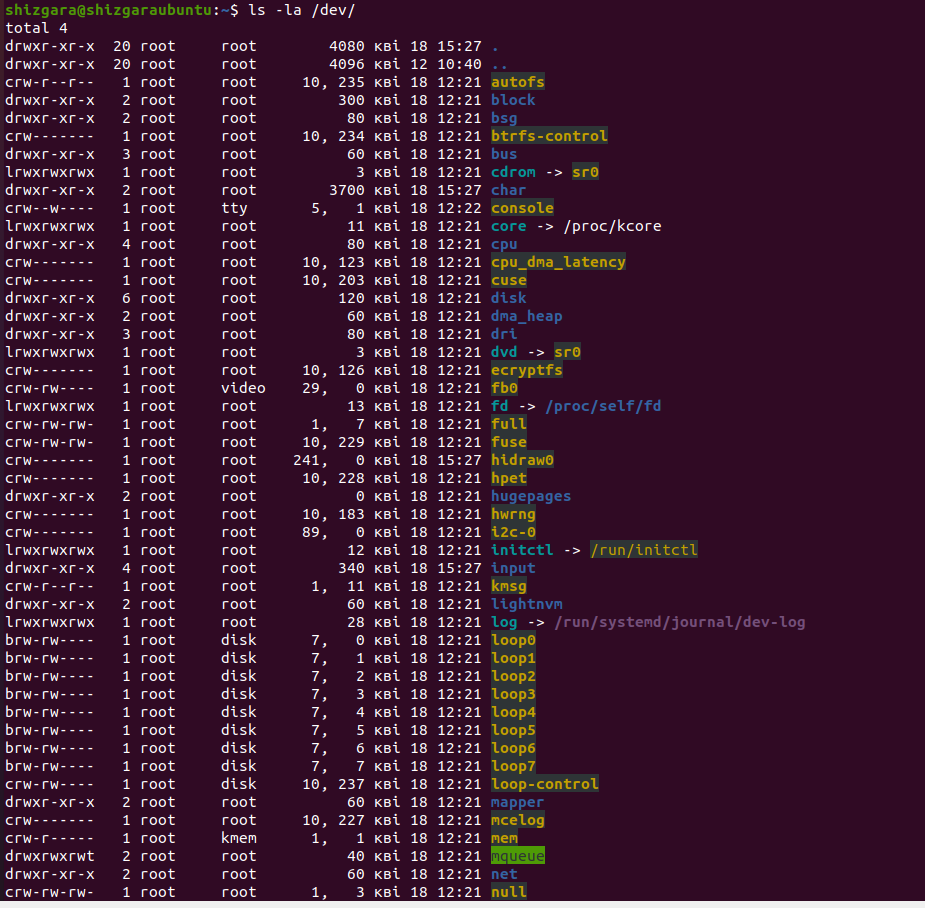 shizgara@shizgaraubuntu:~$ ls -la /dev/
total 4
drwxr-xr-x  20 root     root        4080 кві 18 15:27 .
drwxr-xr-x  20 root     root        4096 кві 12 10:40 ..
crw-r--r--   1 root     root     10, 235 кві 18 12:21 autofs
drwxr-xr-x   2 root     root         300 кві 18 12:21 block
drwxr-xr-x   2 root     root          80 кві 18 12:21 bsg
crw-------   1 root     root     10, 234 кві 18 12:21 btrfs-control
drwxr-xr-x   3 root     root          60 кві 18 12:21 bus
lrwxrwxrwx   1 root     root           3 кві 18 12:21 cdrom -> sr0
drwxr-xr-x   2 root     root        3700 кві 18 15:27 char
crw--w----   1 root     tty       5,   1 кві 18 12:22 console
lrwxrwxrwx   1 root     root          11 кві 18 12:21 core -> /proc/kcore
drwxr-xr-x   4 root     root          80 кві 18 12:21 cpu
crw-------   1 root     root     10, 123 кві 18 12:21 cpu_dma_latency
crw-------   1 root     root     10, 203 кві 18 12:21 cuse
drwxr-xr-x   6 root     root         120 кві 18 12:21 disk
drwxr-xr-x   2 root     root          60 кві 18 12:21 dma_heap
drwxr-xr-x   3 root     root          80 кві 18 12:21 dri
lrwxrwxrwx   1 root     root           3 кві 18 12:21 dvd -> sr0
crw-------   1 root     root     10, 126 кві 18 12:21 ecryptfs
crw-rw----   1 root     video    29,   0 кві 18 12:21 fb0
lrwxrwxrwx   1 root     root          13 кві 18 12:21 fd -> /proc/self/fd
crw-rw-rw-   1 root     root      1,   7 кві 18 12:21 full
crw-rw-rw-   1 root     root     10, 229 кві 18 12:21 fuse
crw-------   1 root     root    241,   0 кві 18 15:27 hidraw0
crw-------   1 root     root     10, 228 кві 18 12:21 hpet
drwxr-xr-x   2 root     root           0 кві 18 12:21 hugepages
crw-------   1 root     root     10, 183 кві 18 12:21 hwrng
crw-------   1 root     root     89,   0 кві 18 12:21 i2c-0
lrwxrwxrwx   1 root     root          12 кві 18 12:21 initctl -> /run/initctl
drwxr-xr-x   4 root     root         340 кві 18 15:27 input
crw-r--r--   1 root     root      1,  11 кві 18 12:21 kmsg
drwxr-xr-x   2 root     root          60 кві 18 12:21 lightnvm
lrwxrwxrwx   1 root     root          28 кві 18 12:21 log -> /run/systemd/journal/dev-log
brw-rw----   1 root     disk      7,   0 кві 18 12:21 loop0
brw-rw----   1 root     disk      7,   1 кві 18 12:21 loop1
brw-rw----   1 root     disk      7,   2 кві 18 12:21 loop2
brw-rw----   1 root     disk      7,   3 кві 18 12:21 loop3
brw-rw----   1 root     disk      7,   4 кві 18 12:21 loop4
brw-rw----   1 root     disk      7,   5 кві 18 12:21 loop5
brw-rw----   1 root     disk      7,   6 кві 18 12:21 loop6
brw-rw----   1 root     disk      7,   7 кві 18 12:21 loop7
crw-rw----   1 root     disk     10, 237 кві 18 12:21 loop-control
drwxr-xr-x   2 root     root          60 кві 18 12:21 mapper
crw-------   1 root     root     10, 227 кві 18 12:21 mcelog
crw-r-----   1 root     kmem      1,   1 кві 18 12:21 mem
drwxrwxrwt   2 root     root          40 кві 18 12:21 mqueue
drwxr-xr-x   2 root     root          60 кві 18 12:21 net
crw-rw-rw-   1 root     root      1,   3 кві 18 12:21 null